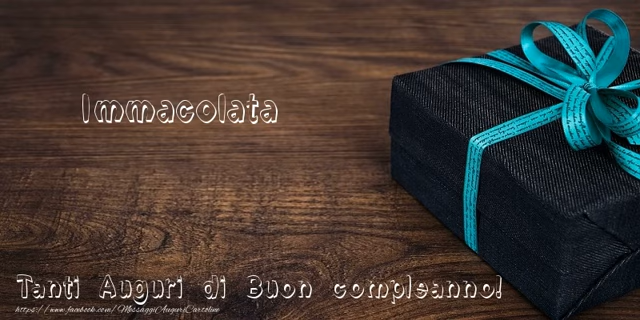 Immacolata
Tanti Auguri di Buon compleanno!
https://www.facebook.com/MessaggiAuguriCartoline